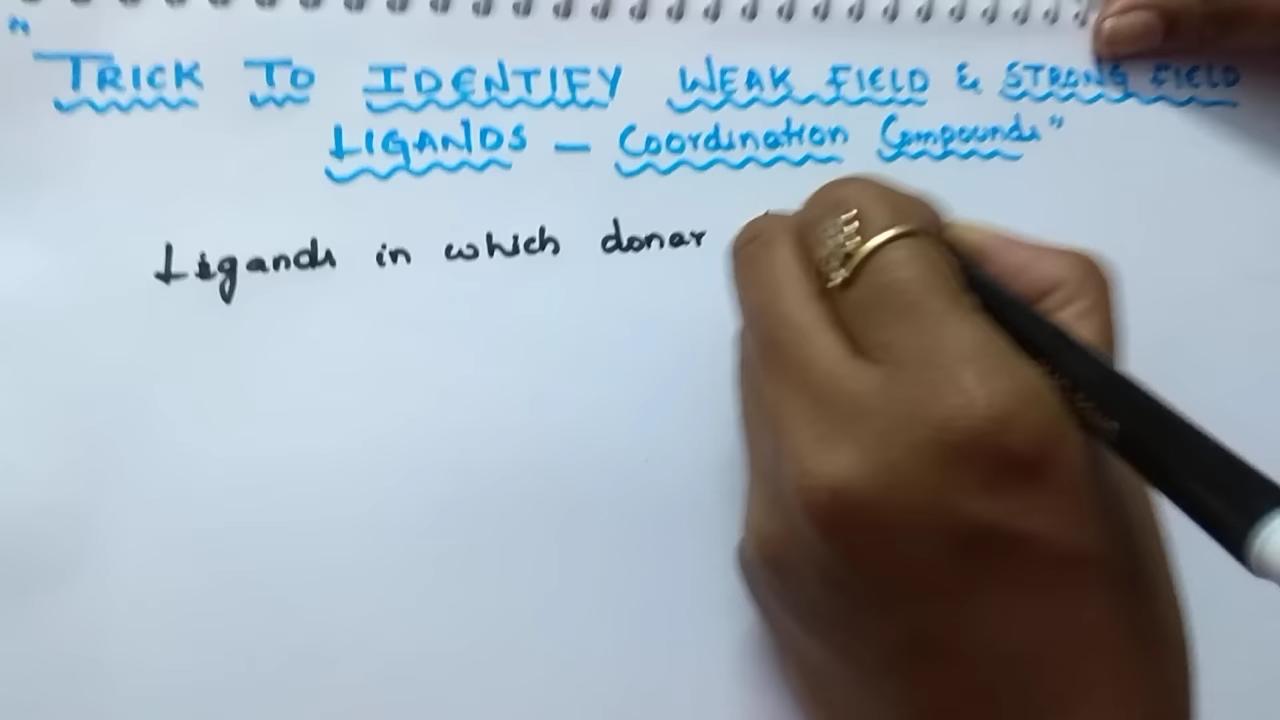 "TRICK TO IDENTIFY WEAK FIELD & STRONG FIELD
LIGANDS - Coordination Compounds"
Ligands in which donar